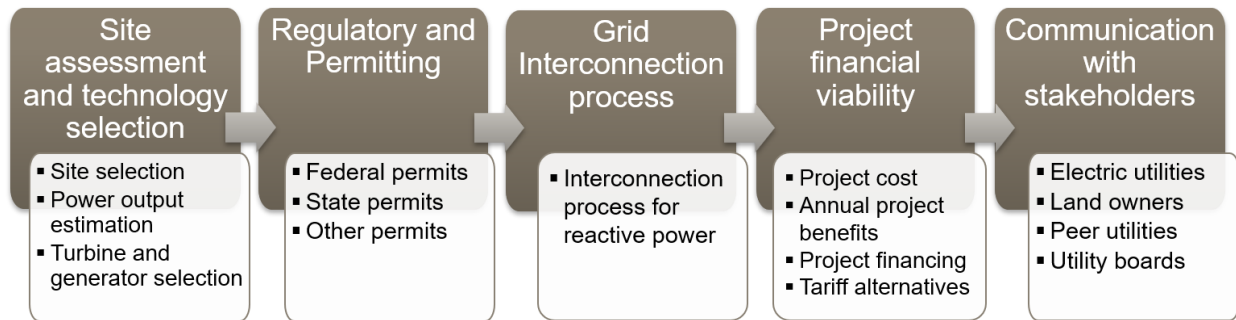 Site
assessment
and technology
selection
▪ Site selection
▪ Power output
estimation
▪ Turbine and
generator selection
Regulatory and
Permitting
▪ Federal permits
▪ State permits
▪ Other permits
Grid
Interconnection
process
▪ Interconnection
process for
reactive power
Project
financial
viability
▪ Project cost
▪ Annual project
benefits
▪ Project financing
▪ Tariff alternatives
Communication
with
stakeholders
▪ Electric utilities
▪ Land owners
▪ Peer utilities
▪ Utility boards